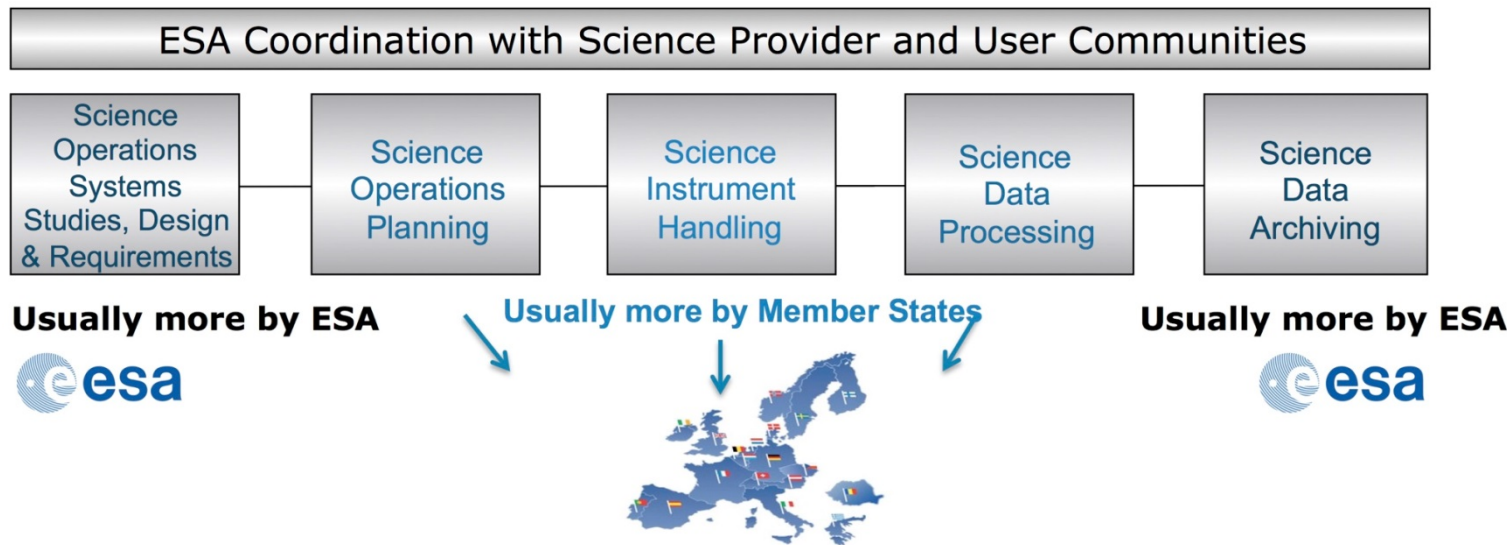 ESA Coordination with Science Provider and User Communities
Science
Operations
Systems
Studies, Design
& Requirements
Science
Operations
Planning
Science
Instrument
Handling
Science
Data
Processing
Science
Data
Archiving
Usually more by ESA
Usually more by Member States
Usually more by ESA
esa
esa